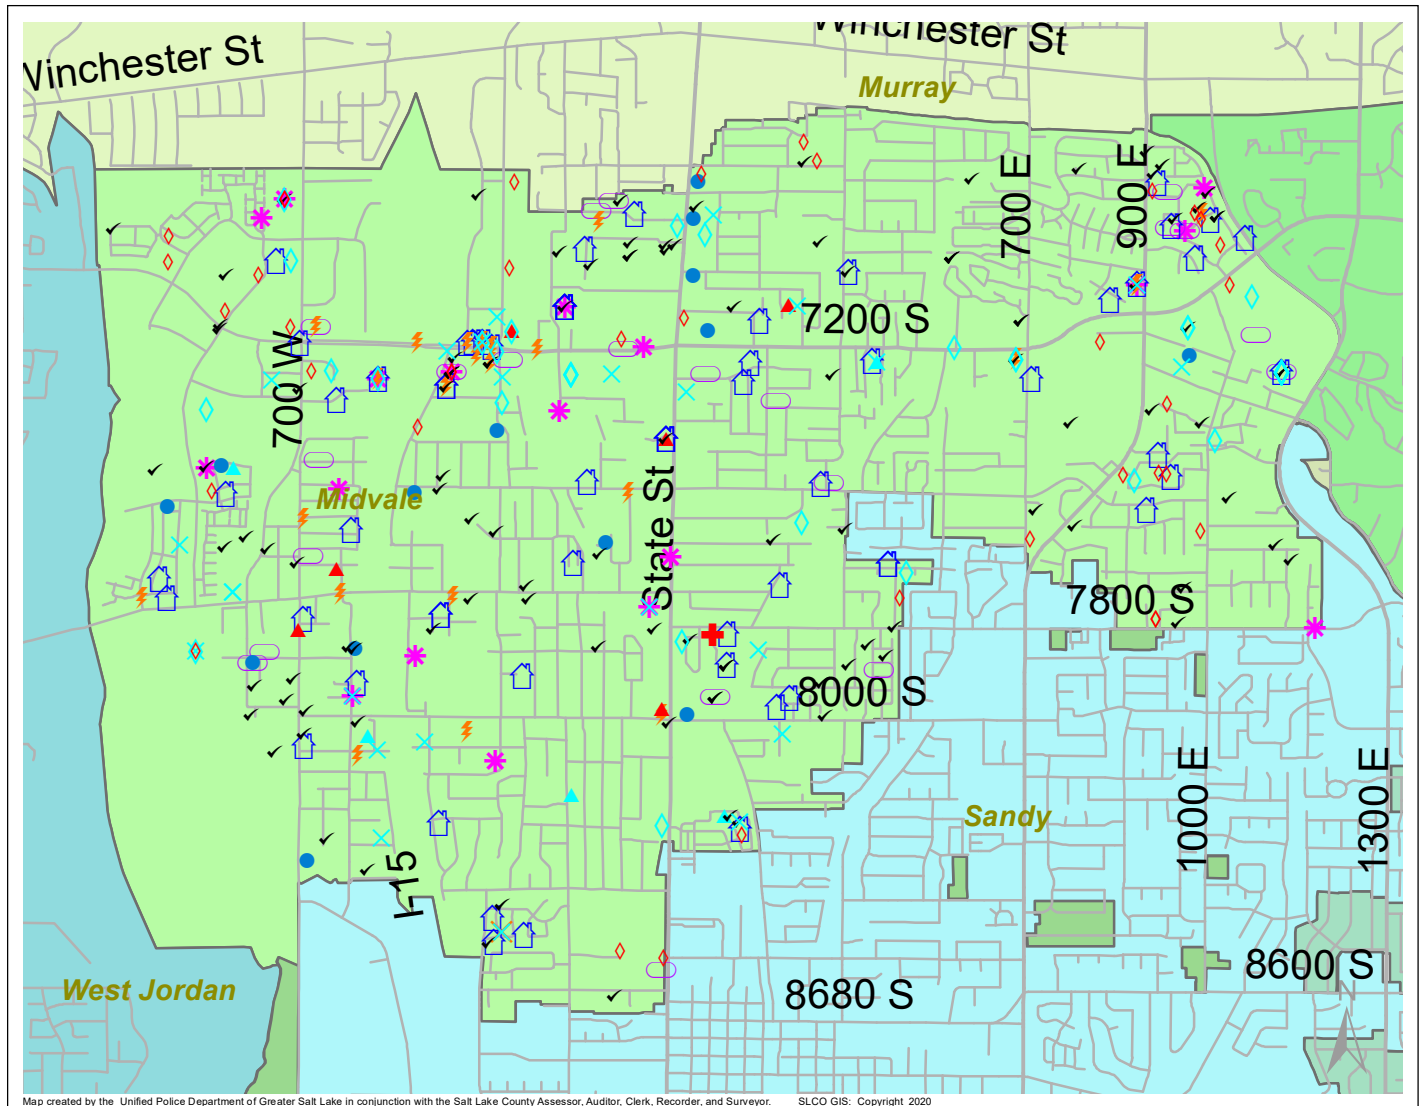 Winchester St
Winchester St
Murray
700 E
900 E
7200 S
700 W
Midvale
State St
7800 S
8000 S
1000 E
1300 E
Sandy
I-15
West Jordan
8680 S
8600 S
N
Map created by the Unified Police Department of Greater Salt Lake in conjunction with the Salt Lake County Assessor, Auditor, Clerk, Recorder, and Surveyor. SLCO GIS: Copyright 2020